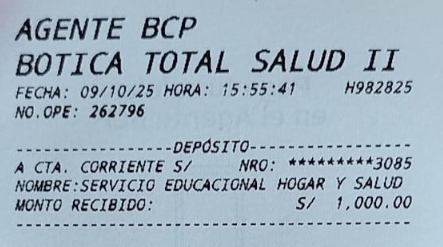 AGENTE BCP
BOTICA TOTAL SALUD II
FECHA: 09/10/25 HORA: 15:55:41 H982825
NO.OPE: 262796
------------------DEPÓSITO------------------
A CTA. CORRIENTE S/ NRO: *********3085
NOMBRE:SERVICIO EDUCACIONAL HOGAR Y SALUD
MONTO RECIBIDO: S/ 1,000.00
--------------------------------------------